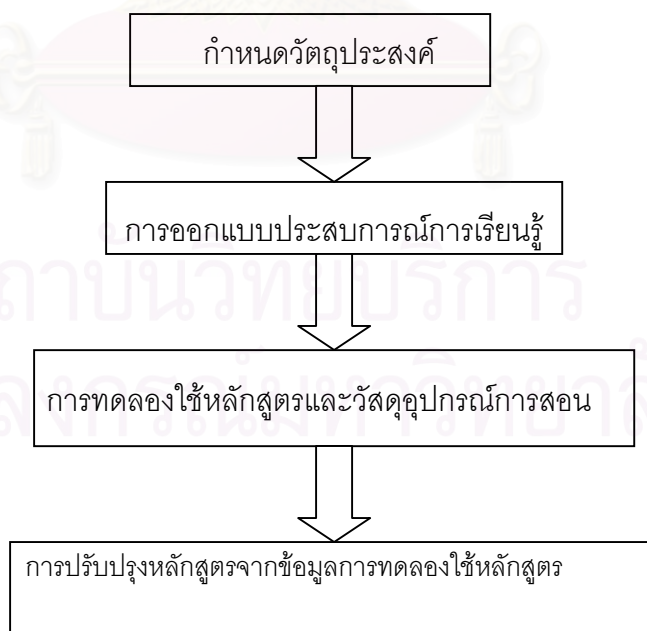 กำหนดวัตถุประสงค์
การออกแบบประสบการณ์การเรียนรู้
การทดลองใช้หลักสูตรและวัสดุอุปกรณ์การสอน
การปรับปรุงหลักสูตรจากข้อมูลการทดลองใช้หลักสูตร